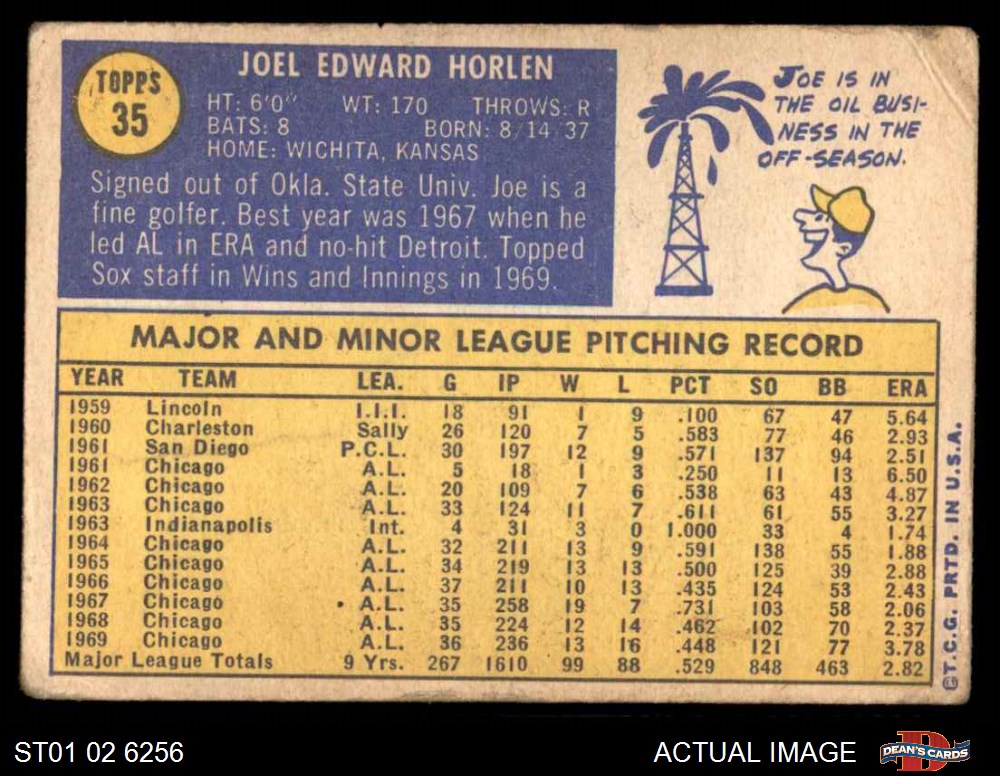 TOPPS
35
JOEL EDWARD HORLEN
HT: 6'0" WT: 170 THROWS: R
BATS: 8 BORN: 8/14 37
HOME: WICHITA, KANSAS
Signed out of Okla. State Univ. Joe is a
fine golfer. Best year was 1967 when he
led AL in ERA and no-hit Detroit. Topped
Sox staff in Wins and Innings in 1969.
JOE IS IN
THE OIL BUSI-
NESS IN THE
OFF-SEASON.
MAJOR AND MINOR LEAGUE PITCHING RECORD
YEAR TEAM LEA. G IP W L PCT SO BB ERA
1959 Lincoln I.I.I. 18 91 1 9 .100 67 47 5.64
1960 Charleston Sally 26 120 7 5 .583 77 46 2.93
1961 San Diego P.C.L. 30 197 12 9 .571 137 94 2.51
1961 Chicago A.L. 5 18 1 3 .250 11 13 6.50
1962 Chicago A.L. 20 109 7 6 .538 63 43 4.87
1963 Chicago A.L. 33 124 11 7 .611 61 55 3.27
1963 Indianapolis Int. 4 31 3 0 1.000 33 4 1.74
1964 Chicago A.L. 32 211 13 9 .591 138 55 1.88
1965 Chicago A.L. 34 219 13 13 .500 125 39 2.88
1966 Chicago A.L. 37 211 10 13 .435 124 53 2.43
1967 Chicago A.L. 35 258 19 7 .731 103 58 2.06
1968 Chicago A.L. 35 224 12 14 .462 102 70 2.37
1969 Chicago A.L. 36 236 13 16 .448 121 77 3.78
Major League Totals 9 Yrs. 267 1610 99 88 .529 848 463 2.82
©T.C.G. PRTD. IN U.S.A.
ST01 02 6256
ACTUAL IMAGE
D
DEAN'S CARDS